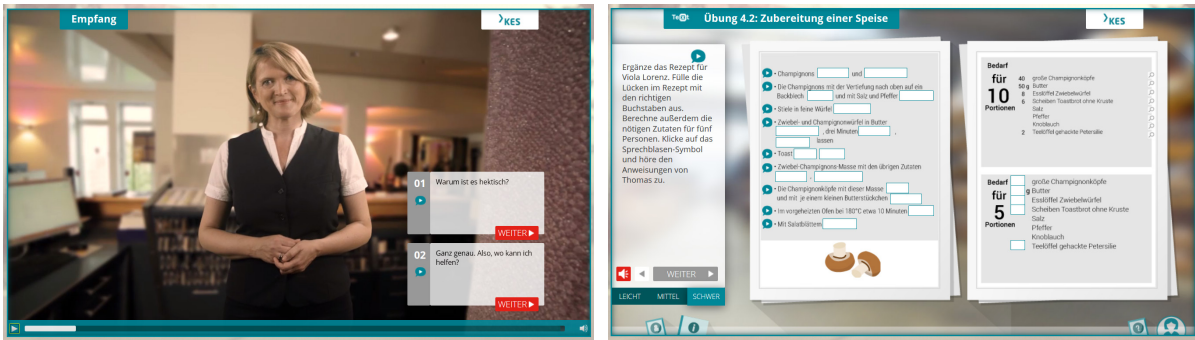 Empfang
KES
01 Warum ist es hektisch?
WEITER
02 Ganz genau. Also, wo kann ich
helfen?
WEITER
Übung 4.2: Zubereitung einer Speise
KES
Ergänze das Rezept für
Viola Lorenz. Fülle die
Lücken im Rezept mit
den richtigen
Buchstaben aus.
Berechne außerdem die
nötigen Zutaten für fünf
Personen. Klicke auf das
Sprechblasen-Symbol
und höre den
Anweisungen von
Thomas zu.
WEITER
LEICHT MITTEL SCHWER
• Champignons und
• Die Champignons mit der Vertiefung nach oben auf ein
Backblech und mit Salz und Pfeffer
• Stiele in feine Würfel
• Zwiebel- und Champignonwürfel in Butter
, drei Minuten ,
lassen
• Toast
• Zwiebel-Champignons-Masse mit den übrigen Zutaten
,
• Die Champignonköpfe mit dieser Masse
und mit je einem kleinen Butterstückchen
• Im vorgeheizten Ofen bei 180°C etwa 10 Minuten
• Mit Salatblättern
Bedarf
für
10
Portionen
40 große Champignonköpfe
50 g Butter
8 Esslöffel Zwiebelwürfel
6 Scheiben Toastbrot ohne Kruste
Salz
Pfeffer
Knoblauch
2 Teelöffel gehackte Petersilie
Bedarf
für
5
Portionen
große Champignonköpfe
g Butter
Esslöffel Zwiebelwürfel
Scheiben Toastbrot ohne Kruste
Salz
Pfeffer
Knoblauch
Teelöffel gehackte Petersilie